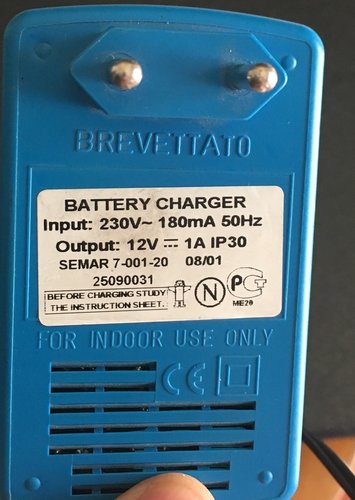 BREVETTATO
BATTERY CHARGER
Input: 230V~ 180mA 50Hz
Output: 12V ⎓ 1A IP30
SEMAR 7-001-20 08/01
25090031
BEFORE CHARGING STUDY
THE INSTRUCTION SHEET.
N
PG
ME20
FOR INDOOR USE ONLY
CE